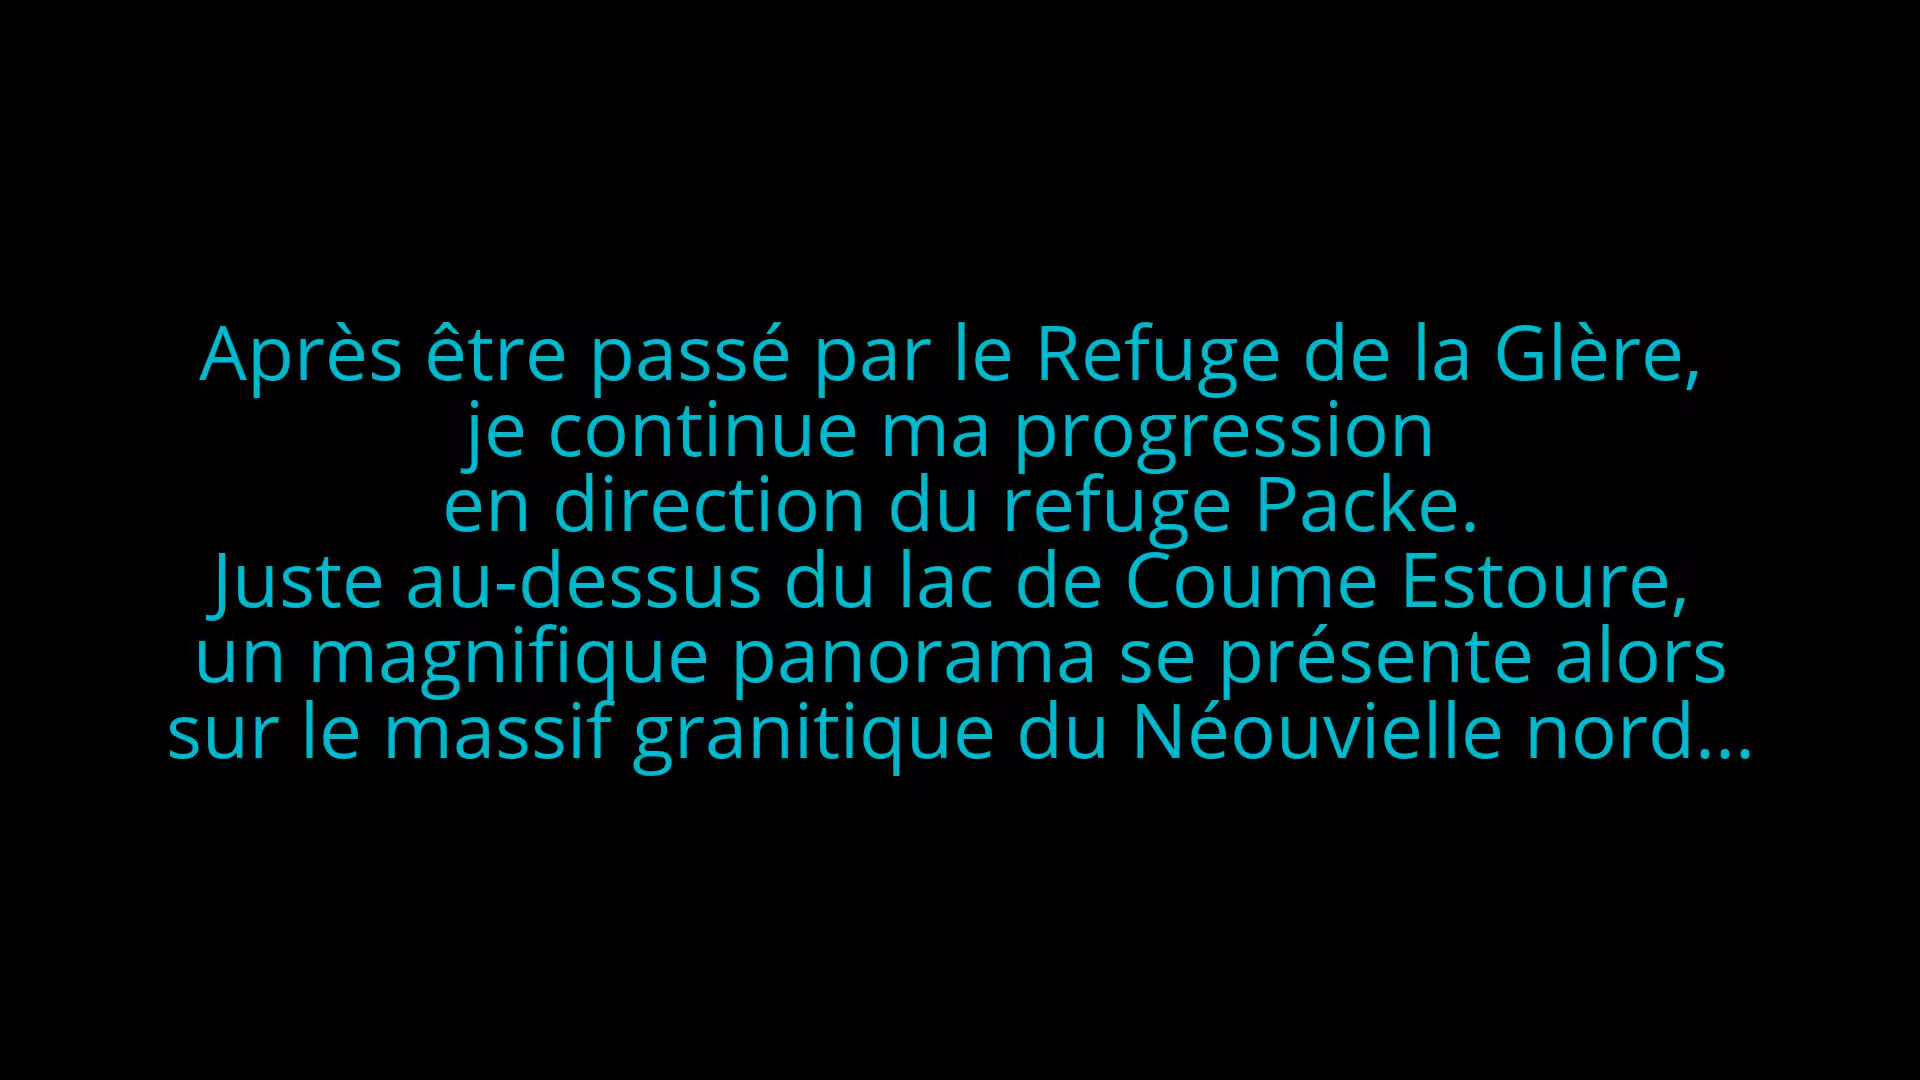 Après être passé par le Refuge de la Glère,
je continue ma progression
en direction du refuge Packe.
Juste au-dessus du lac de Coume Estoure,
un magnifique panorama se présente alors
sur le massif granitique du Néouvielle nord...